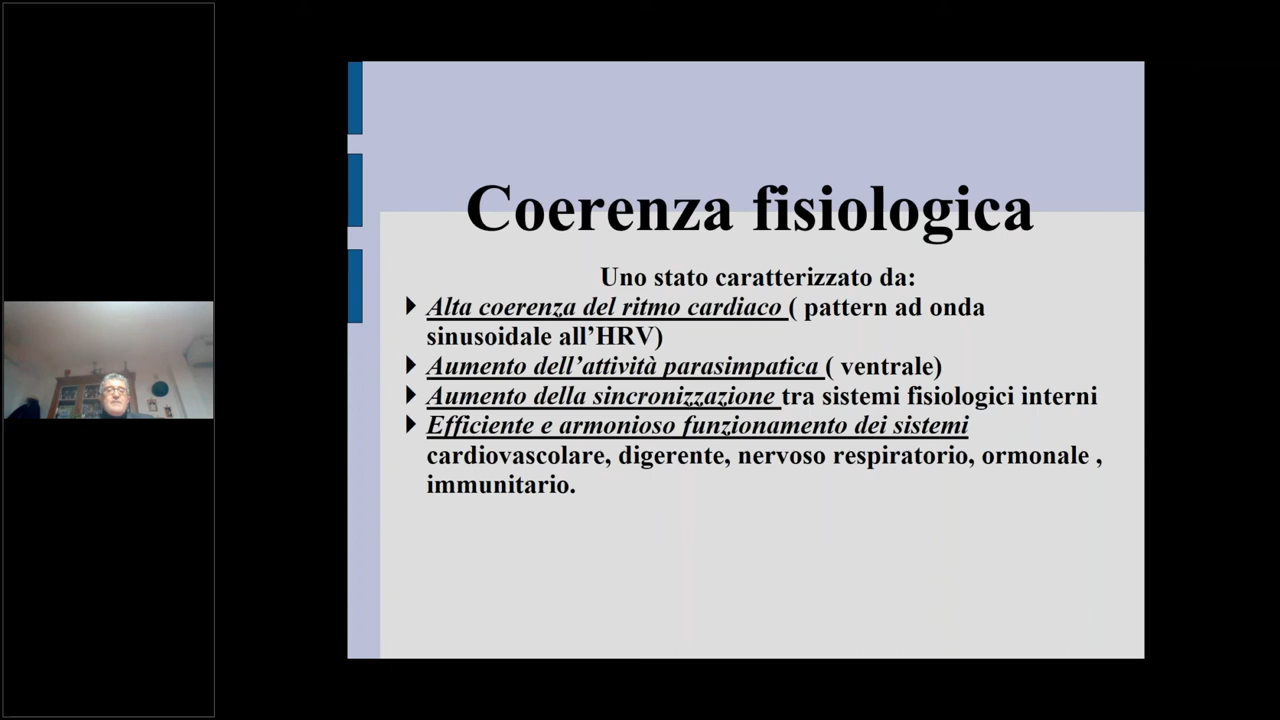 Coerenza fisiologica
Uno stato caratterizzato da:
Alta coerenza del ritmo cardiaco ( pattern ad onda
sinusoidale all’HRV)
Aumento dell’attività parasimpatica ( ventrale)
Aumento della sincronizzazione tra sistemi fisiologici interni
Efficiente e armonioso funzionamento dei sistemi
cardiovascolare, digerente, nervoso respiratorio, ormonale ,
immunitario.